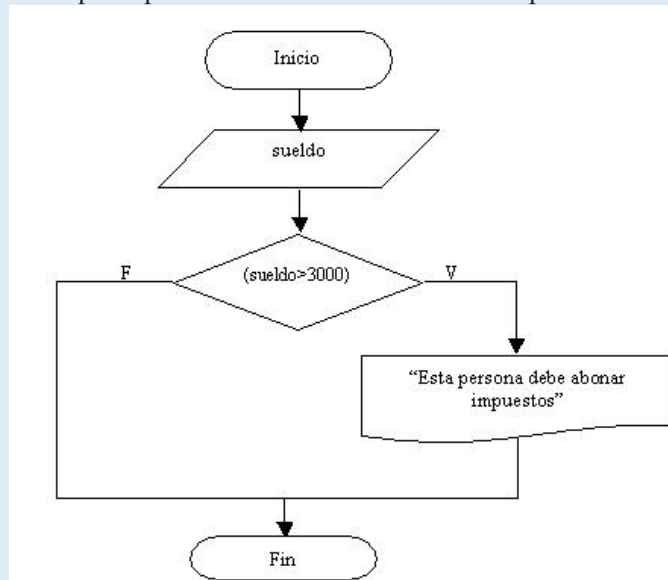 Inicio
sueldo
F
(sueldo>3000)
V
“Esta persona debe abonar
impuestos”
Fin